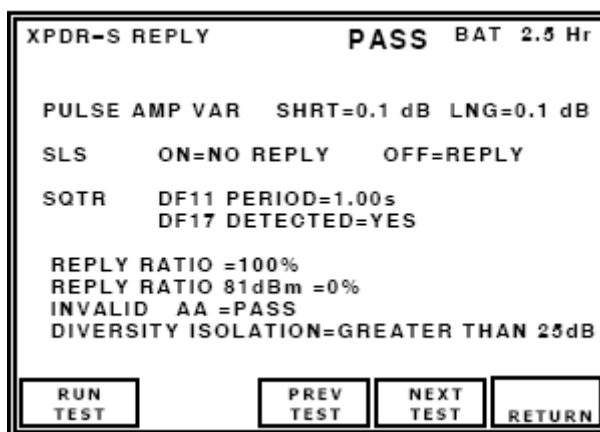 XPDR-S REPLY PASS BAT 2.5 Hr
PULSE AMP VAR SHRT=0.1 dB LNG=0.1 dB
SLS ON=NO REPLY OFF=REPLY
SQTR DF11 PERIOD=1.00s
DF17 DETECTED=YES
REPLY RATIO =100%
REPLY RATIO 81dBm =0%
INVALID AA =PASS
DIVERSITY ISOLATION=GREATER THAN 25dB
RUN TEST PREV TEST NEXT TEST RETURN